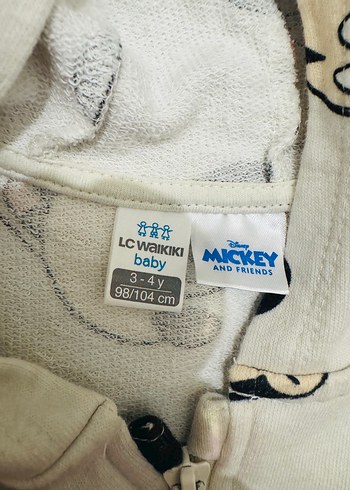 LC WAIKIKI
baby
3 - 4 y
98/104 cm
Disney
MICKEY
AND FRIENDS